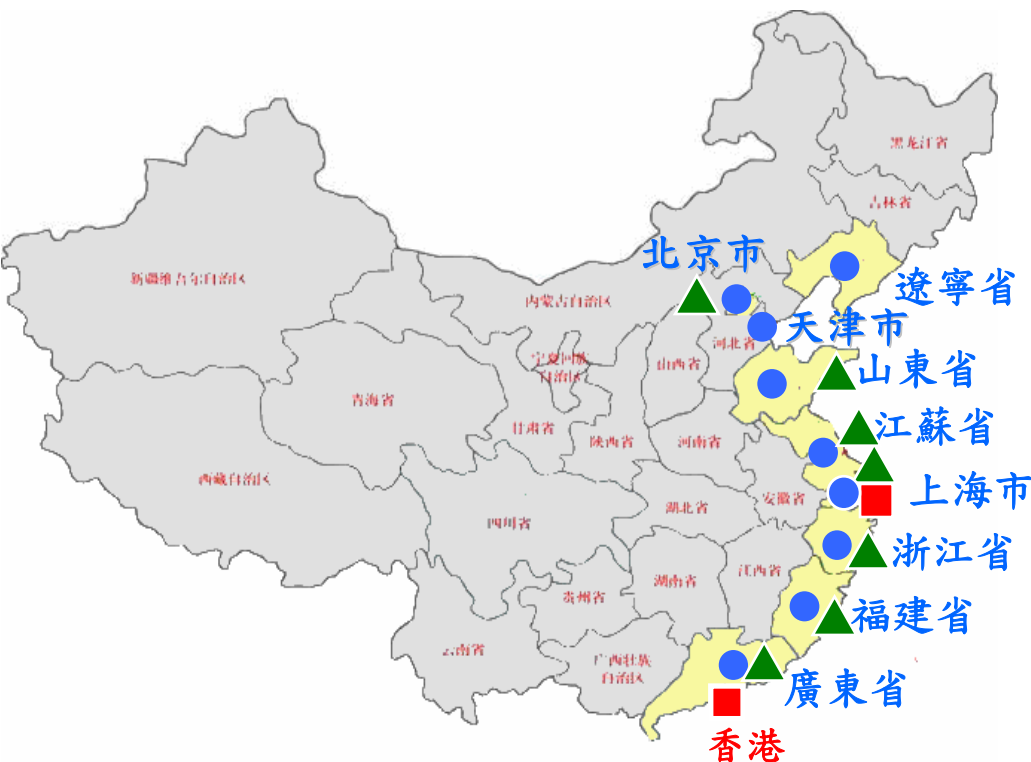 黑龙江省
吉林省
北京市
新疆维吾尔自治区
遼寧省
内蒙古自治区
天津市
河北省
宁夏回族
自治区
山西省
山東省
青海省
甘肃省
陕西省
河南省
江蘇省
西藏自治区
安徽省
上海市
湖北省
四川省
浙江省
江西省
湖南省
贵州省
福建省
云南省
广西壮族
自治区
廣東省
香港